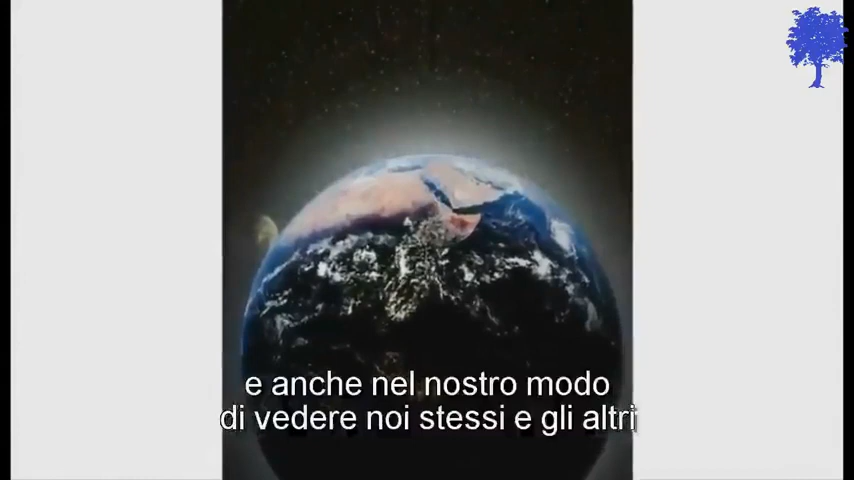 e anche nel nostro modo
di vedere noi stessi e gli altri